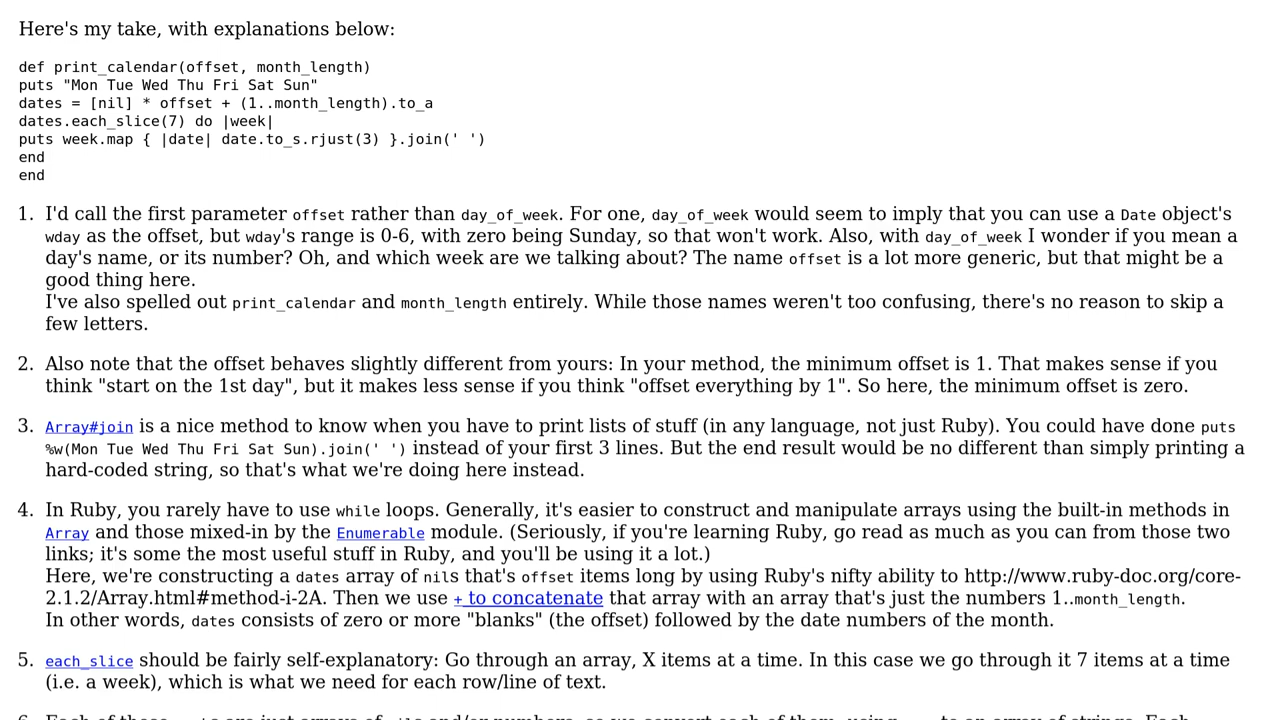 Here's my take, with explanations below:
def print_calendar(offset, month_length)
puts "Mon Tue Wed Thu Fri Sat Sun"
dates = [nil] * offset + (1..month_length).to_a
dates.each_slice(7) do |week|
puts week.map { |date| date.to_s.rjust(3) }.join(' ')
end
end
1. I'd call the first parameter offset rather than day_of_week. For one, day_of_week would seem to imply that you can use a Date object's
wday as the offset, but wday's range is 0-6, with zero being Sunday, so that won't work. Also, with day_of_week I wonder if you mean a
day's name, or its number? Oh, and which week are we talking about? The name offset is a lot more generic, but that might be a
good thing here.
I've also spelled out print_calendar and month_length entirely. While those names weren't too confusing, there's no reason to skip a
few letters.
2. Also note that the offset behaves slightly different from yours: In your method, the minimum offset is 1. That makes sense if you
think "start on the 1st day", but it makes less sense if you think "offset everything by 1". So here, the minimum offset is zero.
3. Array#join is a nice method to know when you have to print lists of stuff (in any language, not just Ruby). You could have done puts
%w(Mon Tue Wed Thu Fri Sat Sun).join(' ') instead of your first 3 lines. But the end result would be no different than simply printing a
hard-coded string, so that's what we're doing here instead.
4. In Ruby, you rarely have to use while loops. Generally, it's easier to construct and manipulate arrays using the built-in methods in
Array and those mixed-in by the Enumerable module. (Seriously, if you're learning Ruby, go read as much as you can from those two
links; it's some the most useful stuff in Ruby, and you'll be using it a lot.)
Here, we're constructing a dates array of nils that's offset items long by using Ruby's nifty ability to http://www.ruby-doc.org/core-
2.1.2/Array.html#method-i-2A. Then we use + to concatenate that array with an array that's just the numbers 1..month_length.
In other words, dates consists of zero or more "blanks" (the offset) followed by the date numbers of the month.
5. each_slice should be fairly self-explanatory: Go through an array, X items at a time. In this case we go through it 7 items at a time
(i.e. a week), which is what we need for each row/line of text.